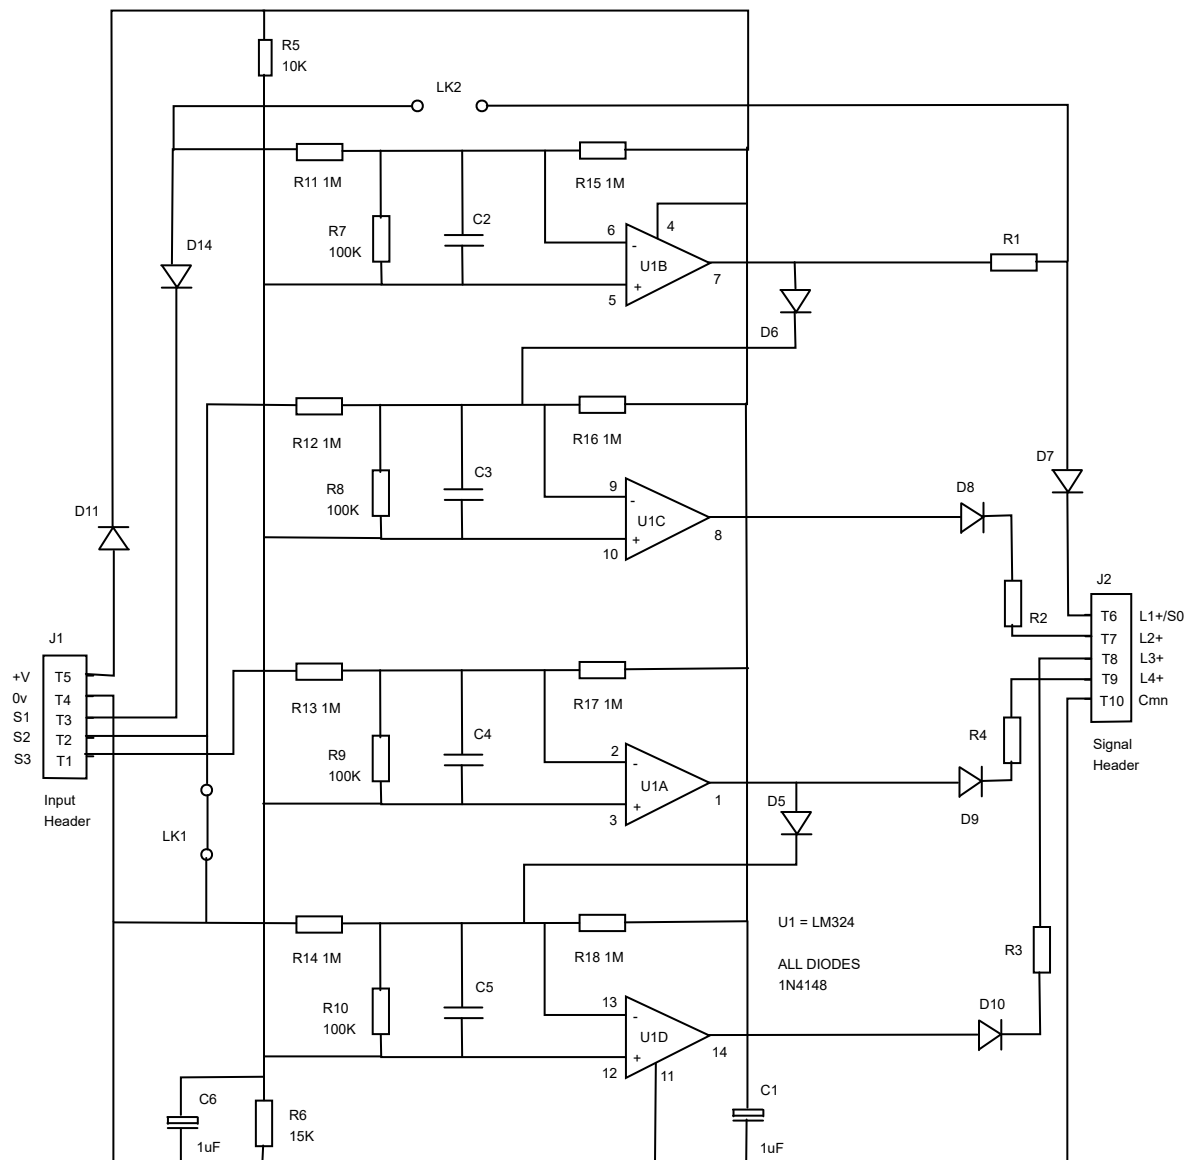 R5
10K
LK2
R11 1M
R15 1M
R7
100K
C2
6
-
4
U1B
7
5
+
R1
D14
D6
R12 1M
R16 1M
R8
100K
C3
9
-
U1C
8
10
+
D8
D7
D11
R2
J2
T6 L1+/S0
T7 L2+
T8 L3+
T9 L4+
T10 Cmn
Signal
Header
J1
+V T5
0v T4
S1 T3
S2 T2
S3 T1
Input
Header
R13 1M
R17 1M
R9
100K
C4
2
-
U1A
1
3
+
D5
D9
R4
LK1
R14 1M
R18 1M
R10
100K
C5
13
-
U1D
14
12
+
11
U1 = LM324
ALL DIODES
1N4148
R3
D10
C6
1uF
R6
15K
C1
1uF